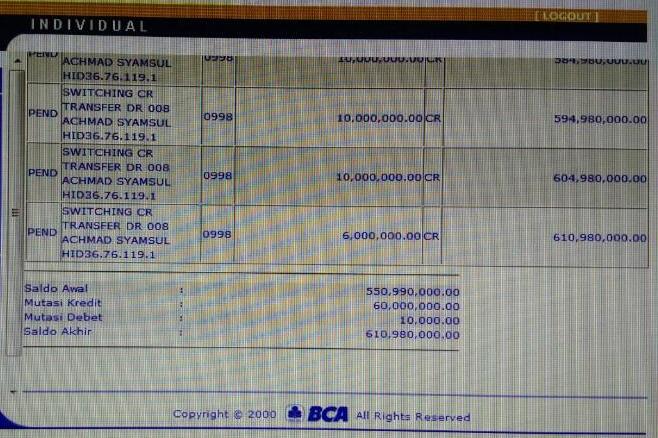 [ LOGOUT ]
INDIVIDUAL
PEND ACHMAD SYAMSUL HID36.76.119.1 0998 10,000,000.00 CR 584,980,000.00
PEND SWITCHING CR TRANSFER DR 008 ACHMAD SYAMSUL HID36.76.119.1 0998 10,000,000.00 CR 594,980,000.00
PEND SWITCHING CR TRANSFER DR 008 ACHMAD SYAMSUL HID36.76.119.1 0998 10,000,000.00 CR 604,980,000.00
PEND SWITCHING CR TRANSFER DR 008 ACHMAD SYAMSUL HID36.76.119.1 0998 6,000,000.00 CR 610,980,000.00
Saldo Awal : 550,990,000.00
Mutasi Kredit : 60,000,000.00
Mutasi Debet : 10,000.00
Saldo Akhir : 610,980,000.00
Copyright © 2000 BCA All Rights Reserved